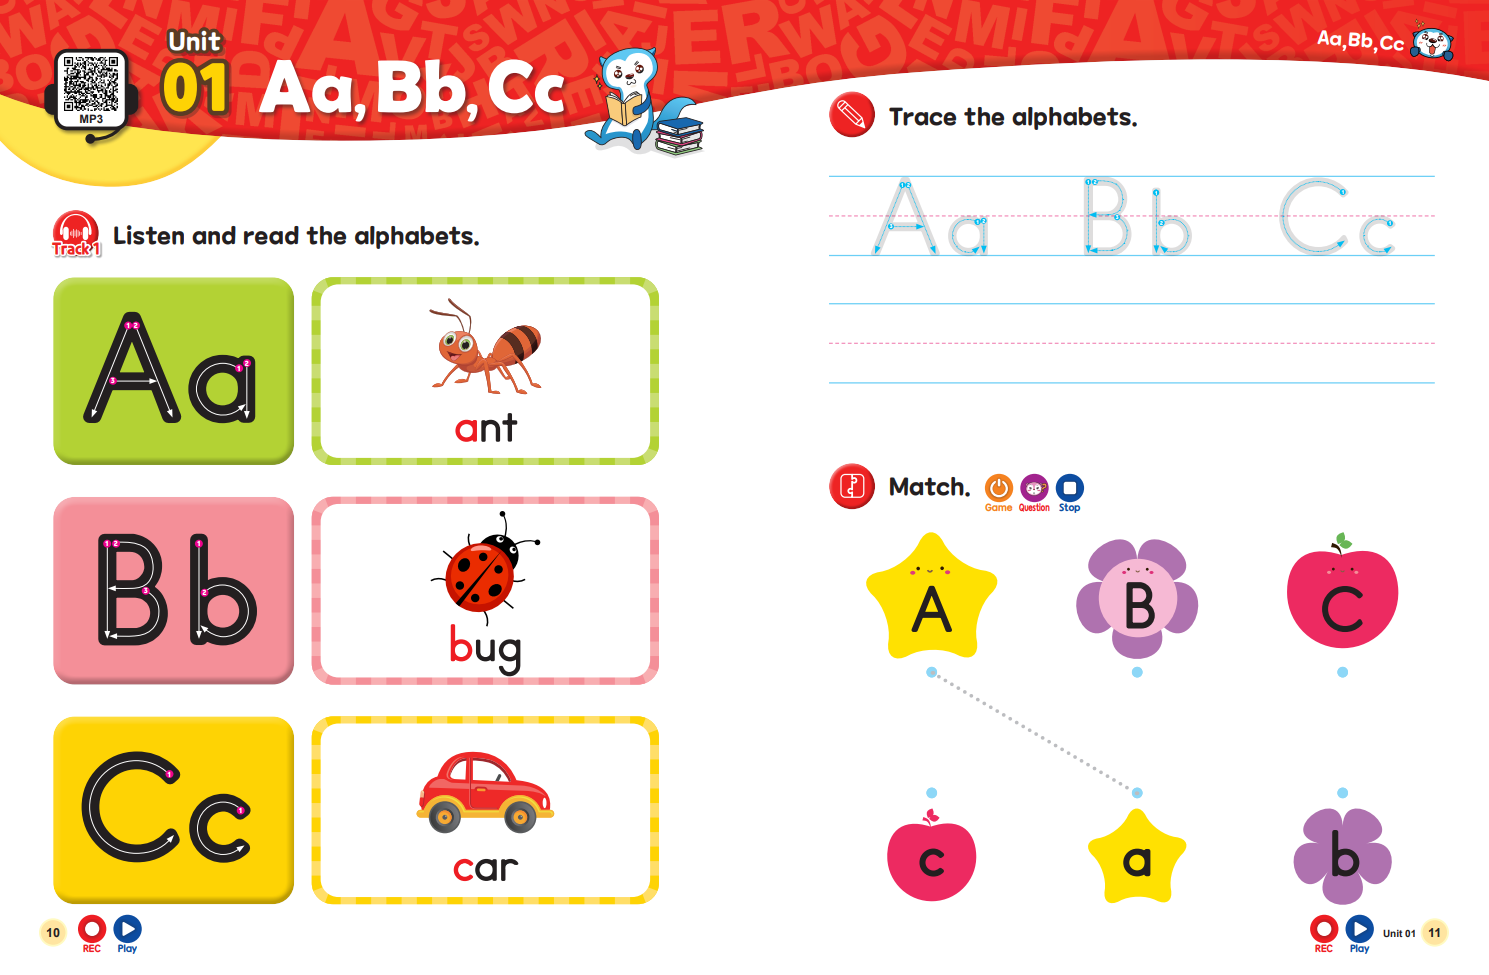 MP3
Unit
01
Aa, Bb, Cc
Track 1
Listen and read the alphabets.
Aa
ant
Bb
bug
Cc
car
10
REC
Play
Aa, Bb, Cc
Trace the alphabets.
Aa Bb Cc
Match.
Game
Question
Stop
A B C
c a b
REC
Play
Unit 01
11